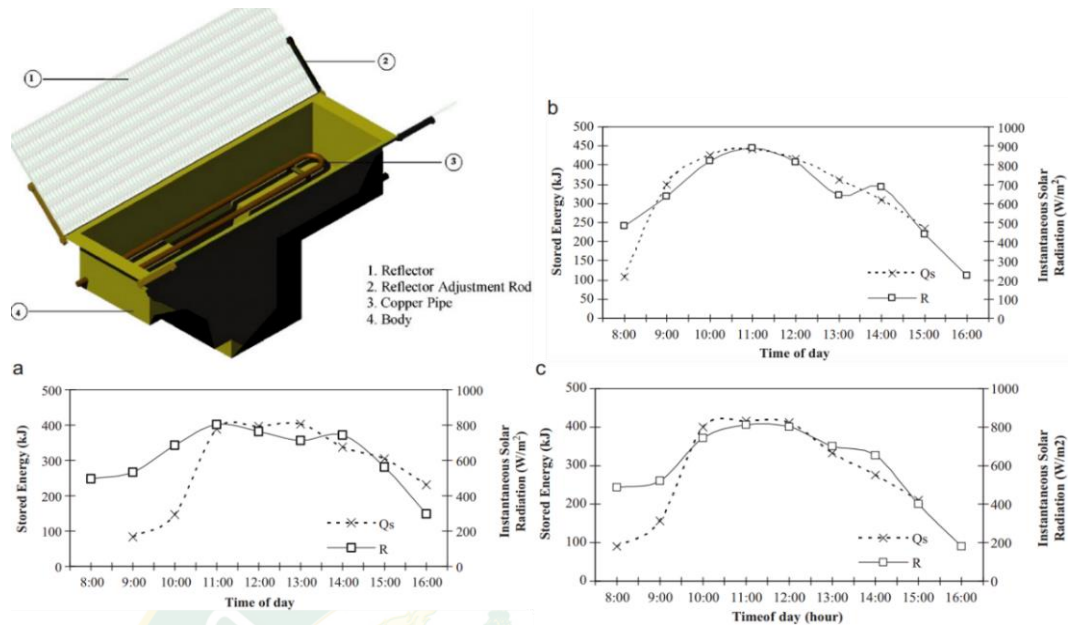 1
2
3
4
1. Reflector
2. Reflector Adjustment Rod
3. Copper Pipe
4. Body
b
Stored Energy (kJ)
500
450
400
350
300
250
200
150
100
50
0
1000
900
800
700
600
500
400
300
200
100
0
Instantaneous Solar
Radiation (W/m²)
Qs
R
8:00 9:00 10:00 11:00 12:00 13:00 14:00 15:00 16:00
Time of day
a
Stored Energy (kJ)
500
400
300
200
100
0
1000
800
600
400
200
0
Instantaneous Solar
Radiation (W/m²)
Qs
R
8:00 9:00 10:00 11:00 12:00 13:00 14:00 15:00 16:00
Time of day
c
Stored Energy (kJ)
500
400
300
200
100
0
1000
800
600
400
200
0
Instantaneous Solar
Radiation (W/m2)
Qs
R
8:00 9:00 10:00 11:00 12:00 13:00 14:00 15:00 16:00
Timeof day (hour)